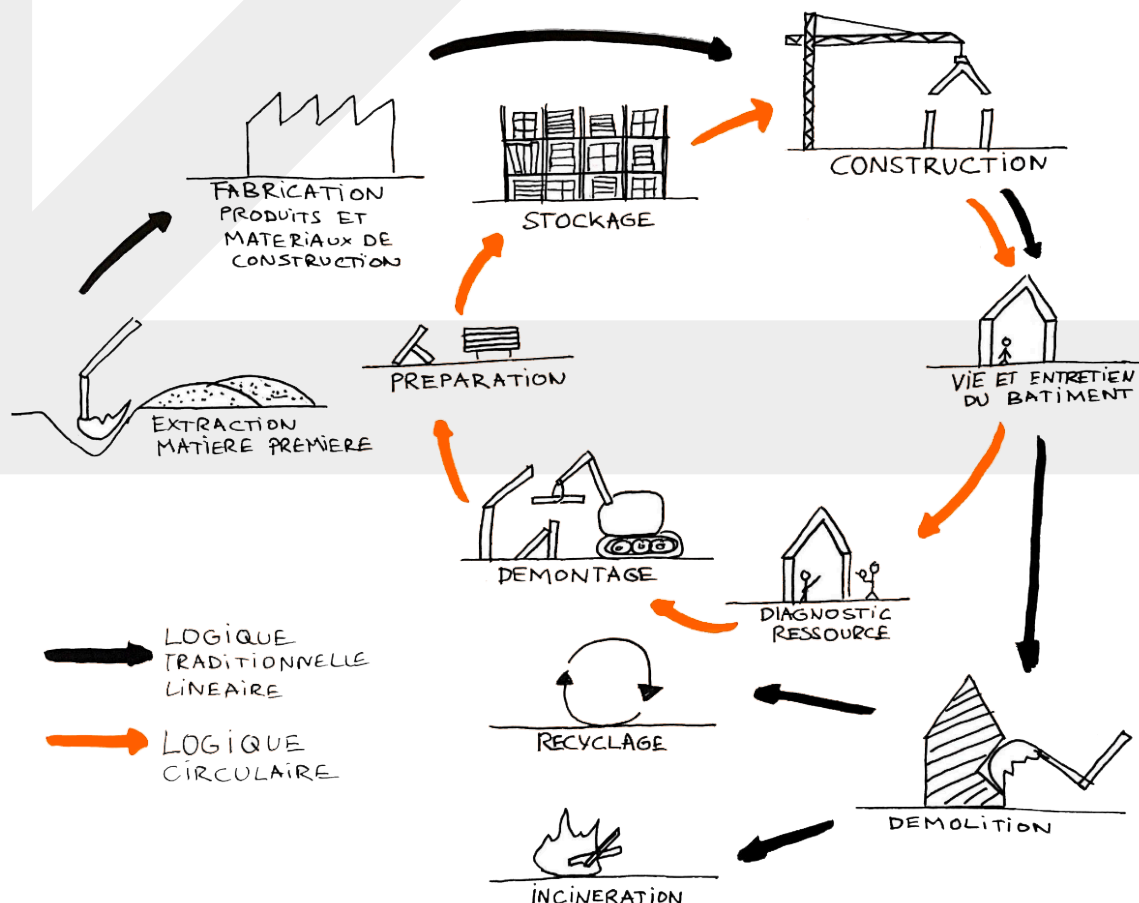 FABRICATION
PRODUITS ET
MATERIAUX DE
CONSTRUCTION
STOCKAGE
CONSTRUCTION
EXTRACTION
MATIERE PREMIERE
PREPARATION
VIE ET ENTRETIEN
DU BATIMENT
DEMONTAGE
DIAGNOSTIC
RESSOURCE
RECYCLAGE
DEMOLITION
INCINERATION
LOGIQUE
TRADITIONNELLE
LINEAIRE
LOGIQUE
CIRCULAIRE